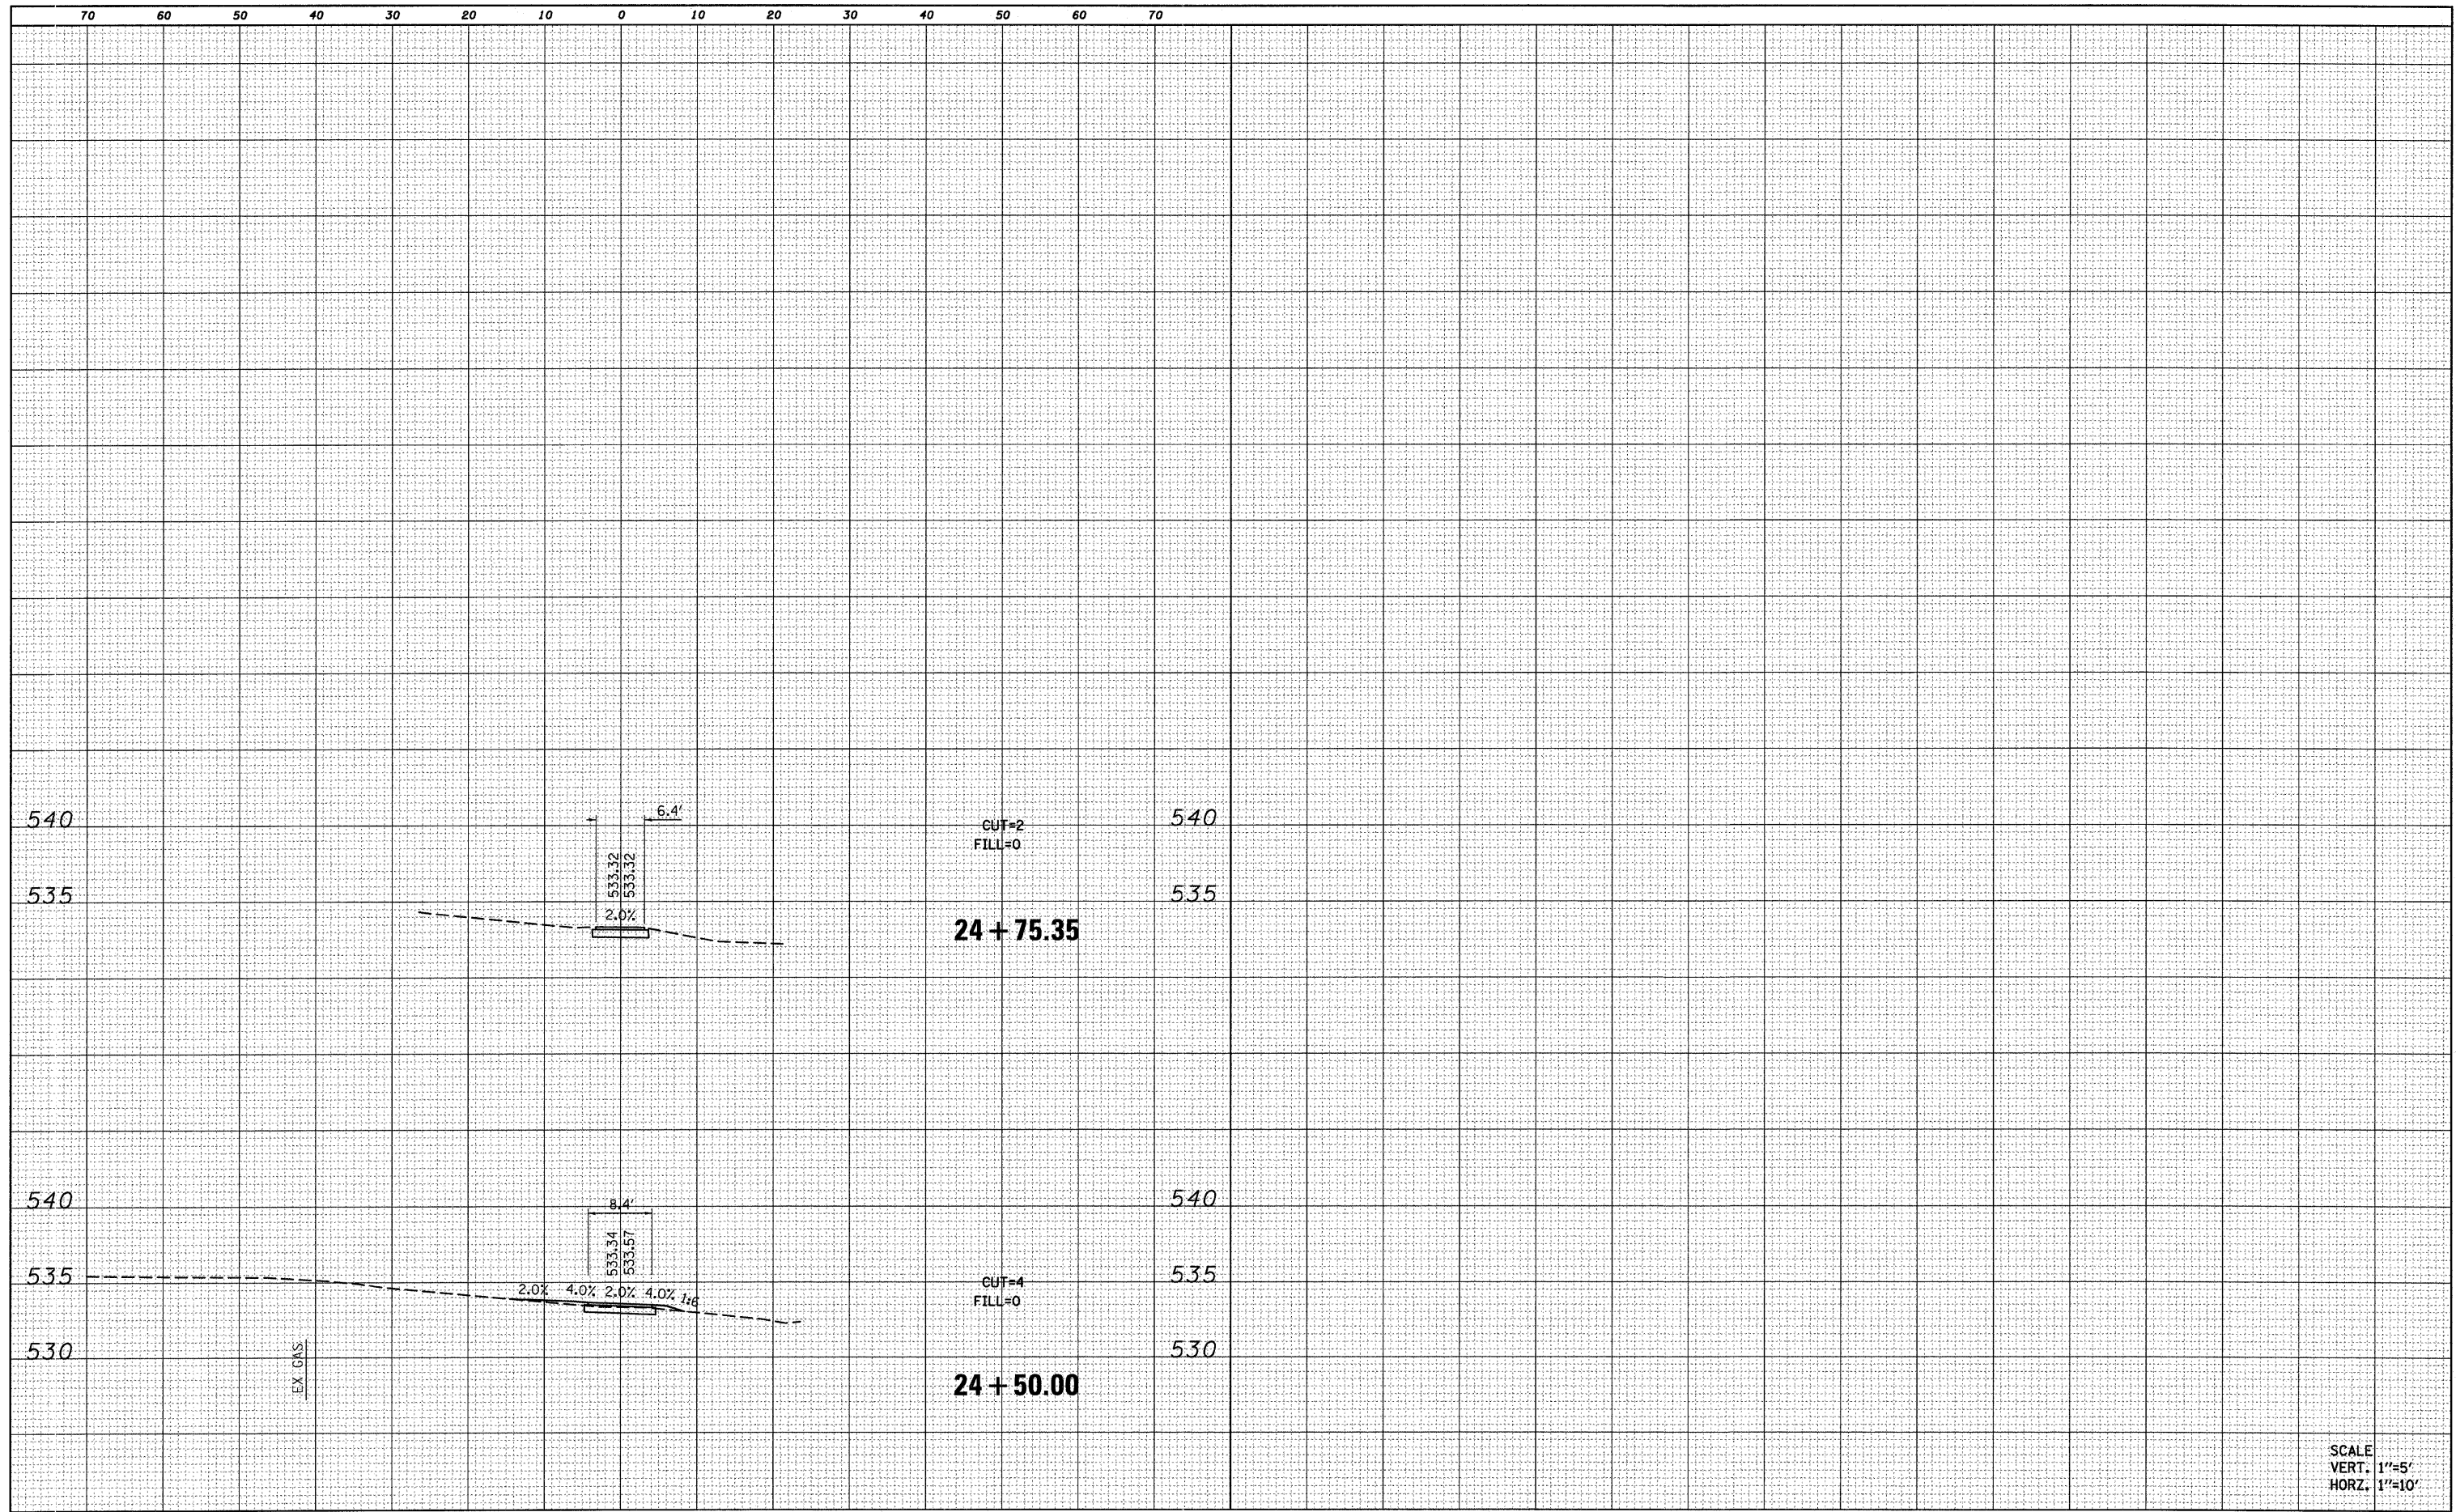 70 60 50 40 30 20 10 0 10 20 30 40 50 60 70
540 540
6.4'
CUT=2
FILL=0
533.32
533.32
535 535
2.0%
24+75.35
540 540
8.4'
533.34
533.57
535 535
CUT=4
FILL=0
2.0% 4.0% 2.0% 4.0% 1:6
530 530
EX GAS
24+50.00
SCALE
VERT. 1"=5'
HORZ. 1"=10'